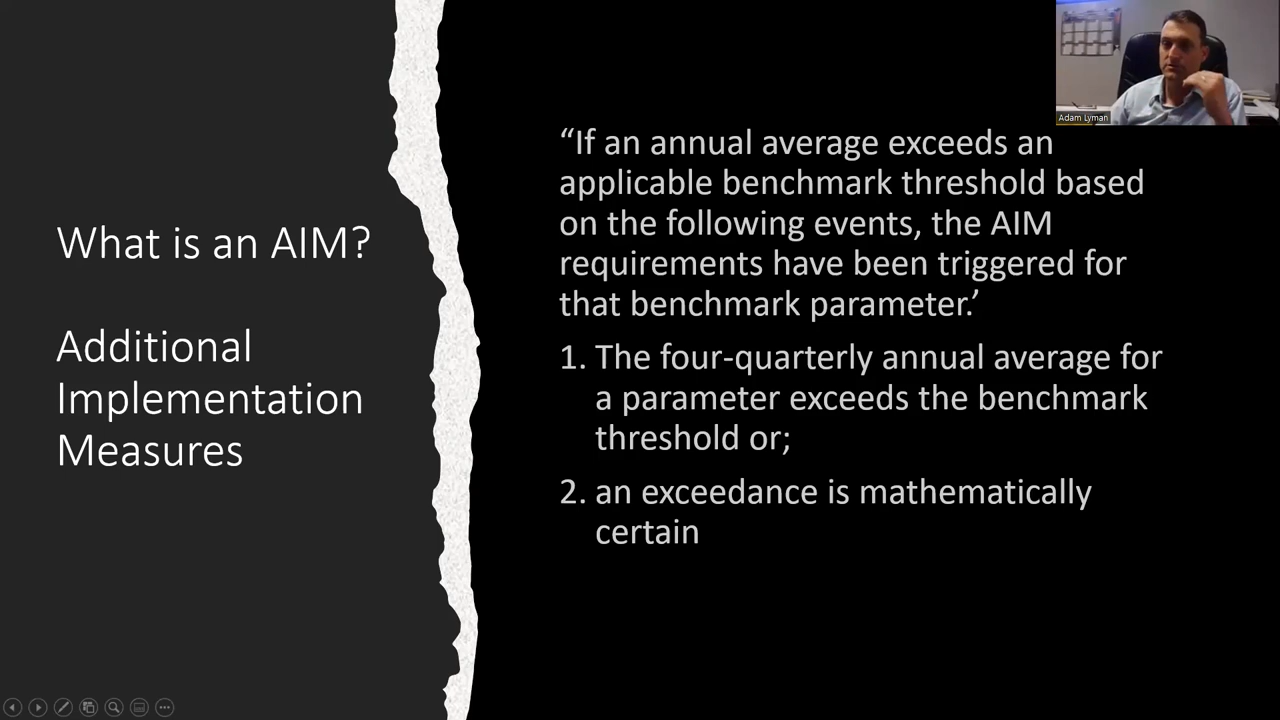 What is an AIM?
Additional
Implementation
Measures
“If an annual average exceeds an
applicable benchmark threshold based
on the following events, the AIM
requirements have been triggered for
that benchmark parameter.’
1. The four-quarterly annual average for
a parameter exceeds the benchmark
threshold or;
2. an exceedance is mathematically
certain
Adam Lyman